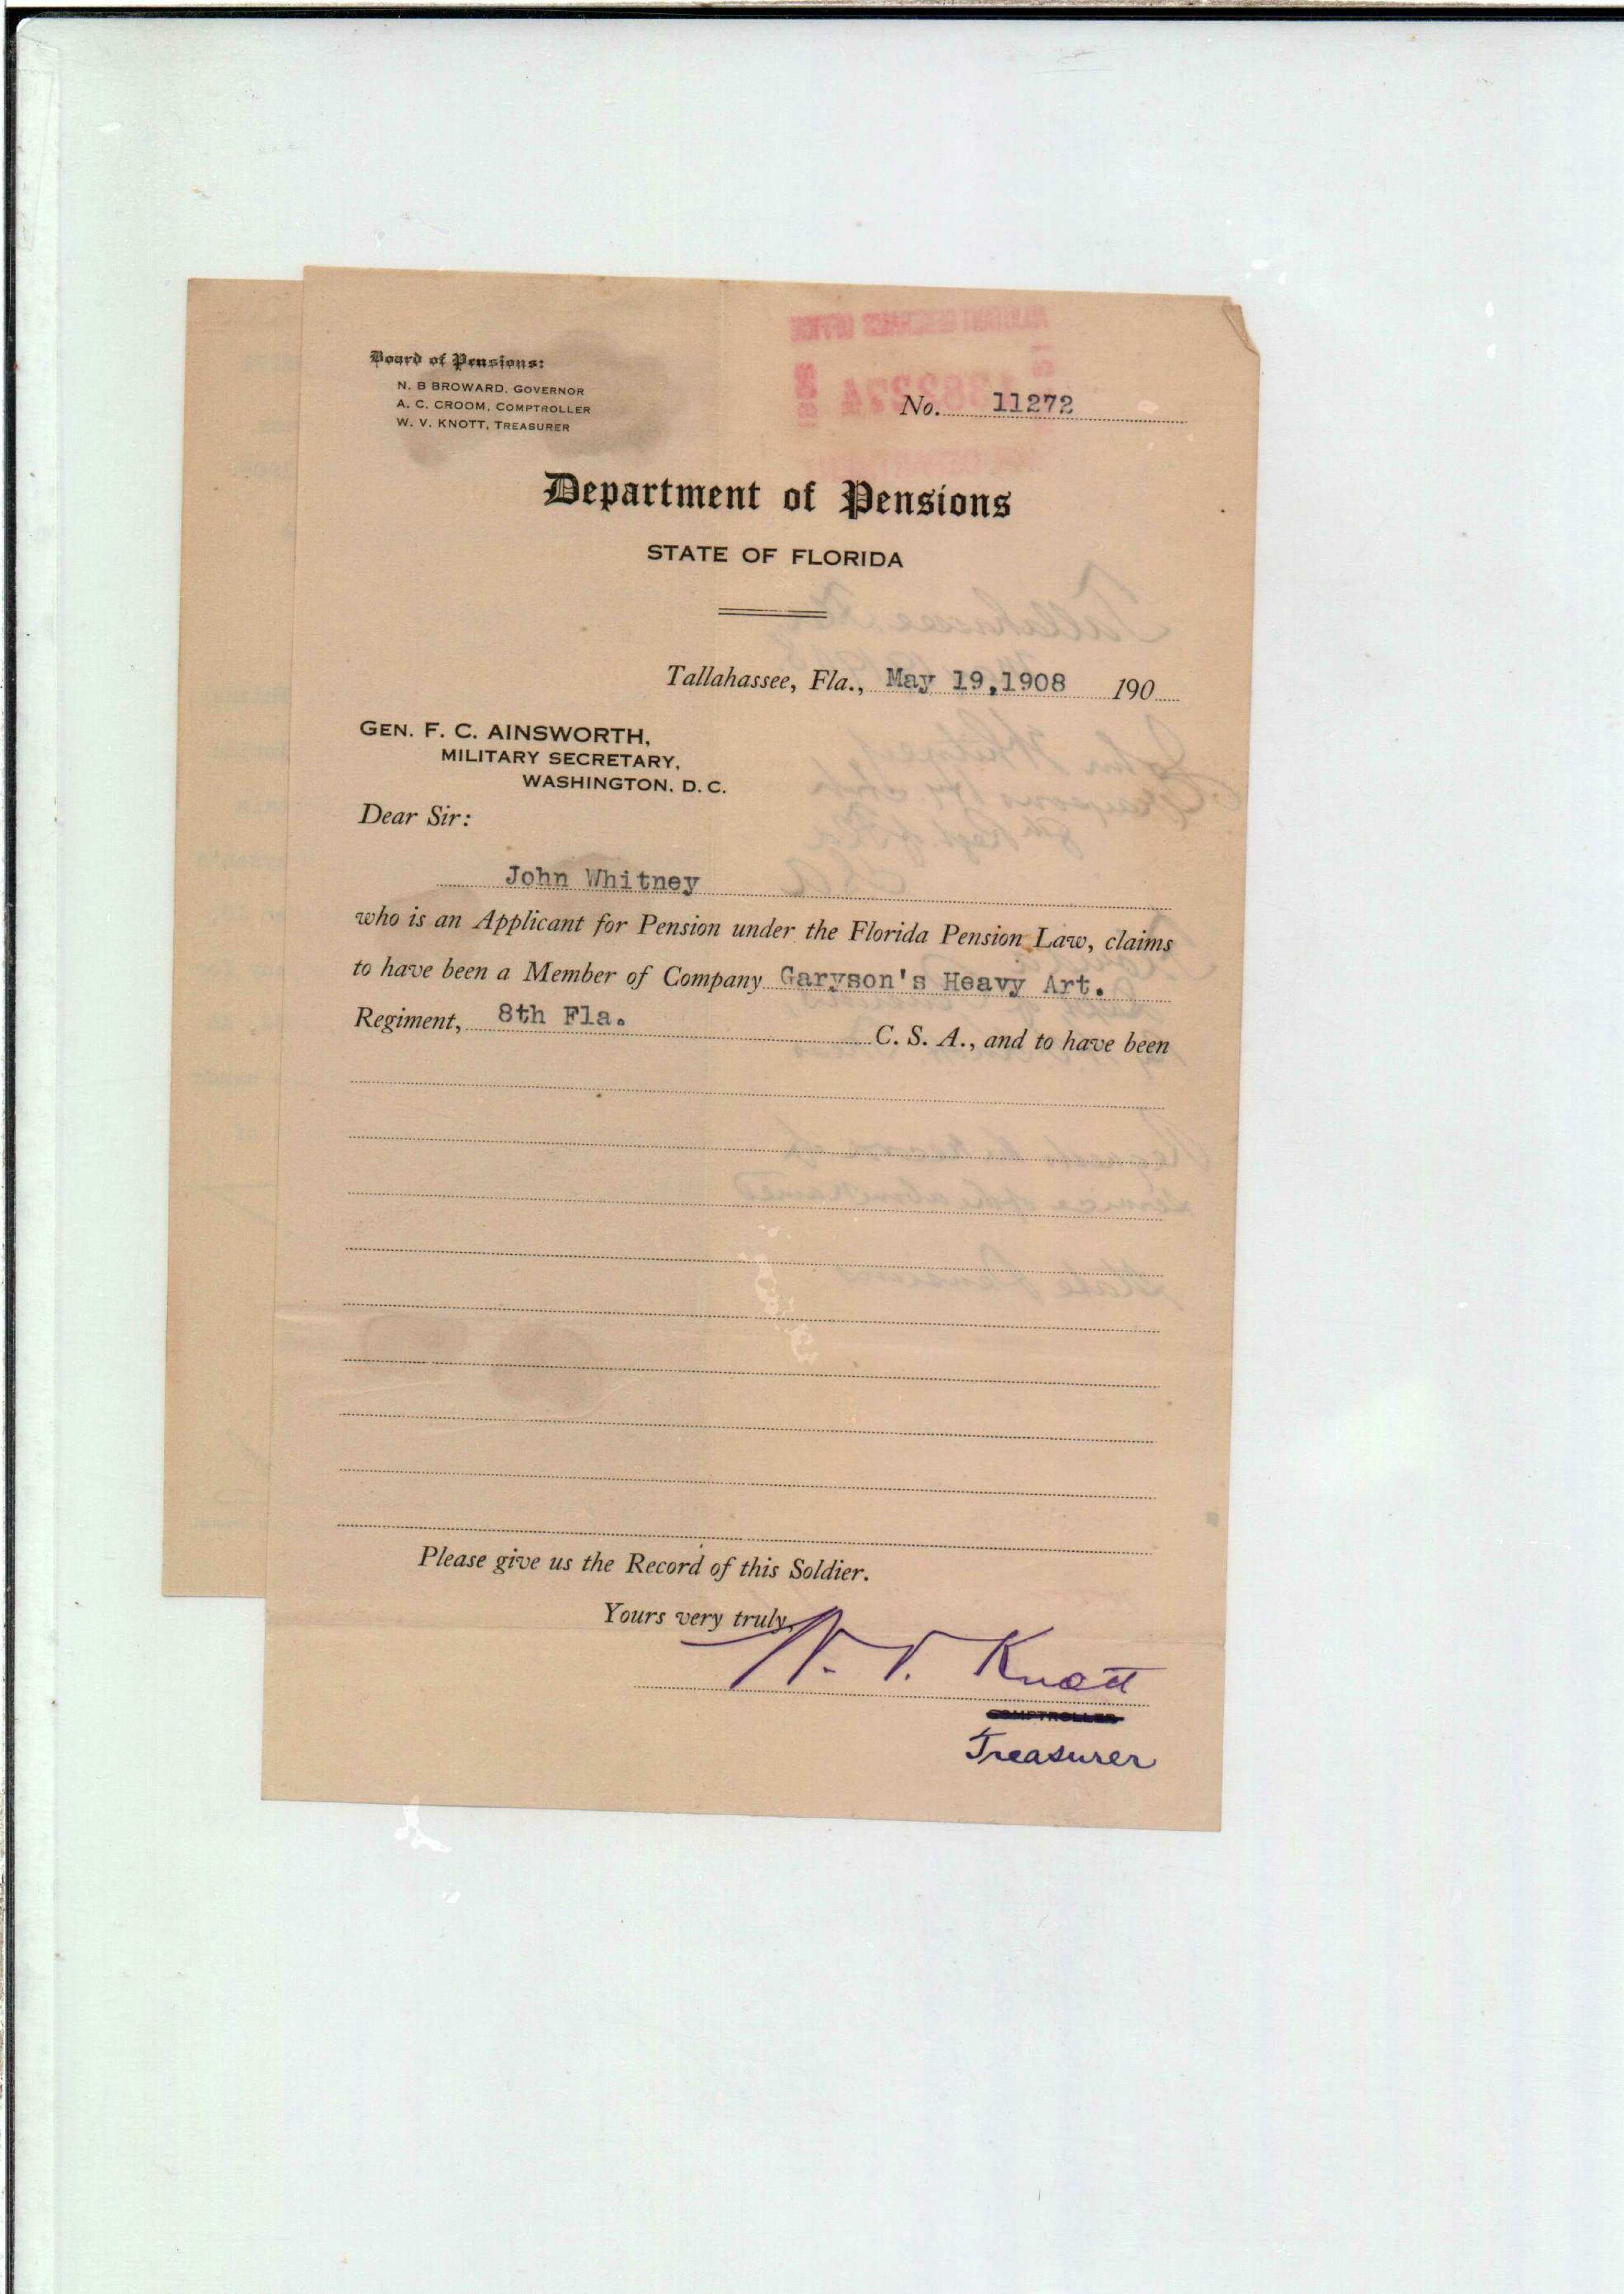 Board of Pensions:
N. B BROWARD, GOVERNOR
A. C. CROOM, COMPTROLLER
W. V. KNOTT, TREASURER
No. 11272
Department of Pensions
STATE OF FLORIDA
Tallahassee, Fla., May 19,1908 190
GEN. F. C. AINSWORTH,
MILITARY SECRETARY,
WASHINGTON, D. C.
Dear Sir:
John Whitney
who is an Applicant for Pension under the Florida Pension Law, claims
to have been a Member of Company Garyson's Heavy Art.
Regiment, 8th Fla. C. S. A., and to have been
Please give us the Record of this Soldier.
Yours very truly,
W. V. Knott
COMPTROLLER
Treasurer